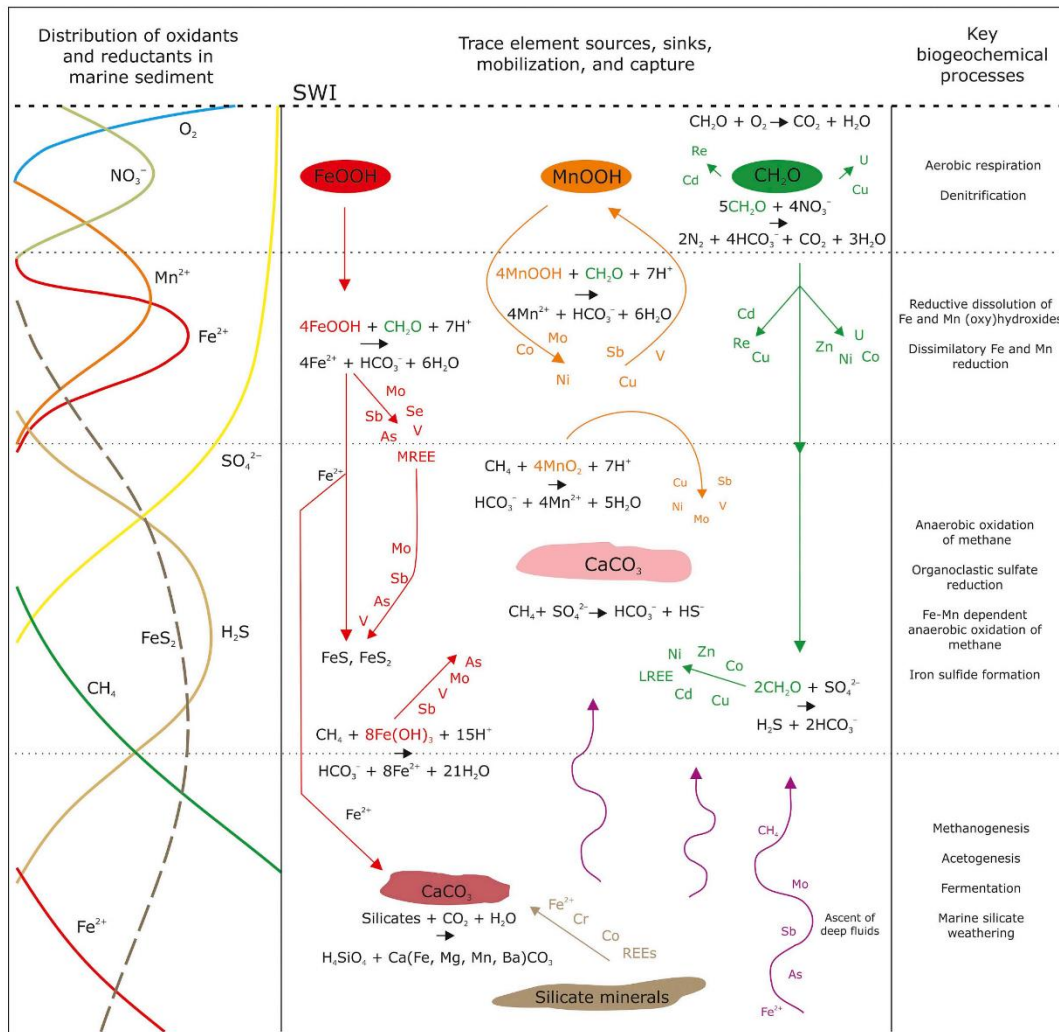 Distribution of oxidants
and reductants in
marine sediment
Trace element sources, sinks,
mobilization, and capture
Key
biogeochemical
processes
SWI
O₂
NO₃⁻
Mn²⁺
Fe²⁺
SO₄²⁻
FeS₂
H₂S
CH₄
Fe²⁺
FeOOH
4FeOOH + CH₂O + 7H⁺
4Fe²⁺ + HCO₃⁻ + 6H₂O
Mo
Sb
Se
As
V
MREE
Fe²⁺
Mo
Sb
As
V
FeS, FeS₂
As
Mo
V
Sb
CH₄ + 8Fe(OH)₃ + 15H⁺
HCO₃⁻ + 8Fe²⁺ + 21H₂O
Fe²⁺
CaCO₃
Silicates + CO₂ + H₂O
H₄SiO₄ + Ca(Fe, Mg, Mn, Ba)CO₃
Fe²⁺
Cr
Co
REEs
Silicate minerals
MnOOH
4MnOOH + CH₂O + 7H⁺
4Mn²⁺ + HCO₃⁻ + 6H₂O
Co
Mo
Ni
Sb
V
Cu
CH₄ + 4MnO₂ + 7H⁺
HCO₃⁻ + 4Mn²⁺ + 5H₂O
Cu
Sb
Ni
V
Mo
CaCO₃
CH₄+ SO₄²⁻ → HCO₃⁻ + HS⁻
CH₂O + O₂ → CO₂ + H₂O
Re
Cd
CH₂O
U
Cu
5CH₂O + 4NO₃⁻
2N₂ + 4HCO₃⁻ + CO₂ + 3H₂O
Cd
Re
Cu
Zn
U
Ni
Co
Ni
Zn
Co
LREE
Cd
Cu
2CH₂O + SO₄²⁻
H₂S + 2HCO₃⁻
CH₄
Mo
Sb
As
Fe²⁺
Ascent of
deep fluids
Aerobic respiration
Denitrification
Reductive dissolution of
Fe and Mn (oxy)hydroxides
Dissimilatory Fe and Mn
reduction
Anaerobic oxidation
of methane
Organoclastic sulfate
reduction
Fe-Mn dependent
anaerobic oxidation of
methane
Iron sulfide formation
Methanogenesis
Acetogenesis
Fermentation
Marine silicate
weathering